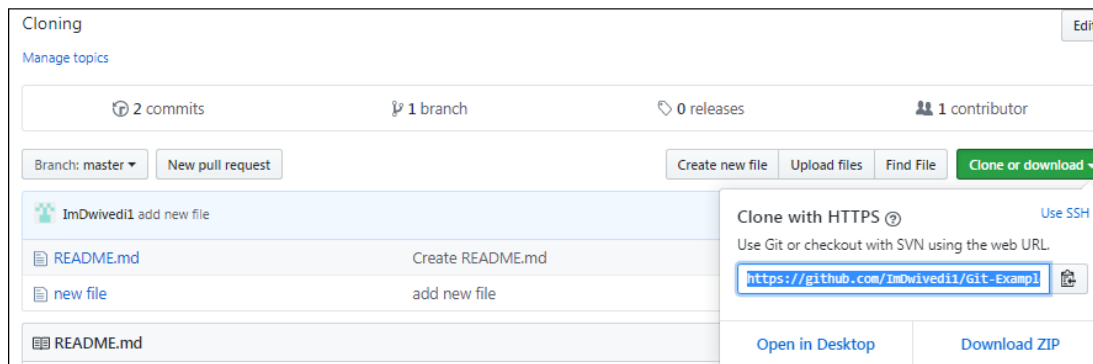 Cloning
Edi
Manage topics
2 commits 1 branch 0 releases 1 contributor
Branch: master New pull request Create new file Upload files Find File Clone or download
ImDwivedi1 add new file
Clone with HTTPS Use SSH
Use Git or checkout with SVN using the web URL.
README.md Create README.md
https://github.com/ImDwivedi1/Git-Exampl
new file add new file
README.md
Open in Desktop Download ZIP